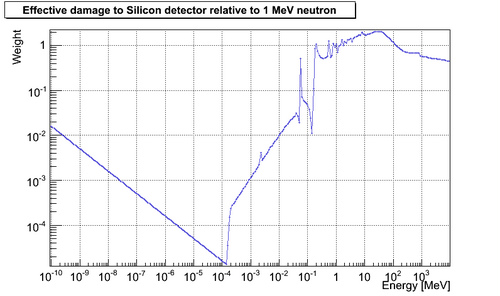 Effective damage to Silicon detector relative to 1 MeV neutron
Weight
1
10⁻¹
10⁻²
10⁻³
10⁻⁴
10⁻¹⁰ 10⁻⁹ 10⁻⁸ 10⁻⁷ 10⁻⁶ 10⁻⁵ 10⁻⁴ 10⁻³ 10⁻² 10⁻¹ 1 10 10² 10³
Energy [MeV]